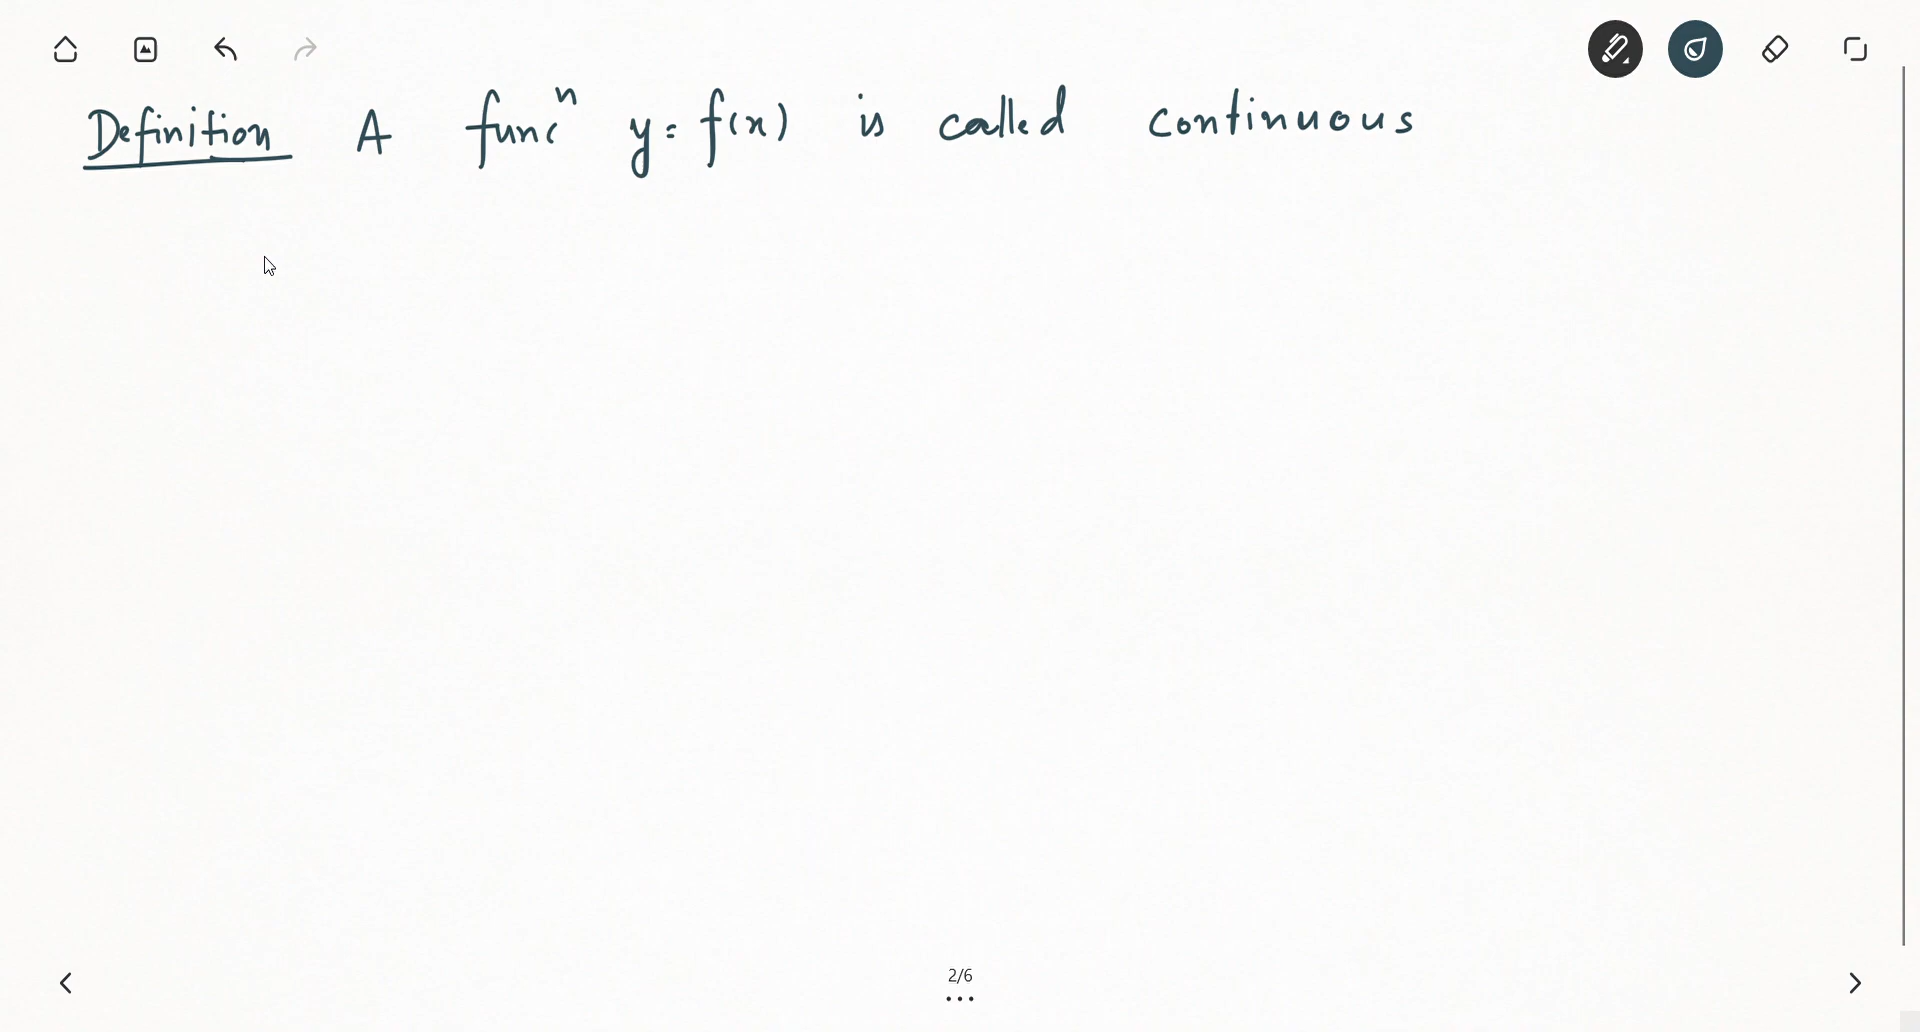 Definition A funcⁿ y = f(x) is called continuous
2/6